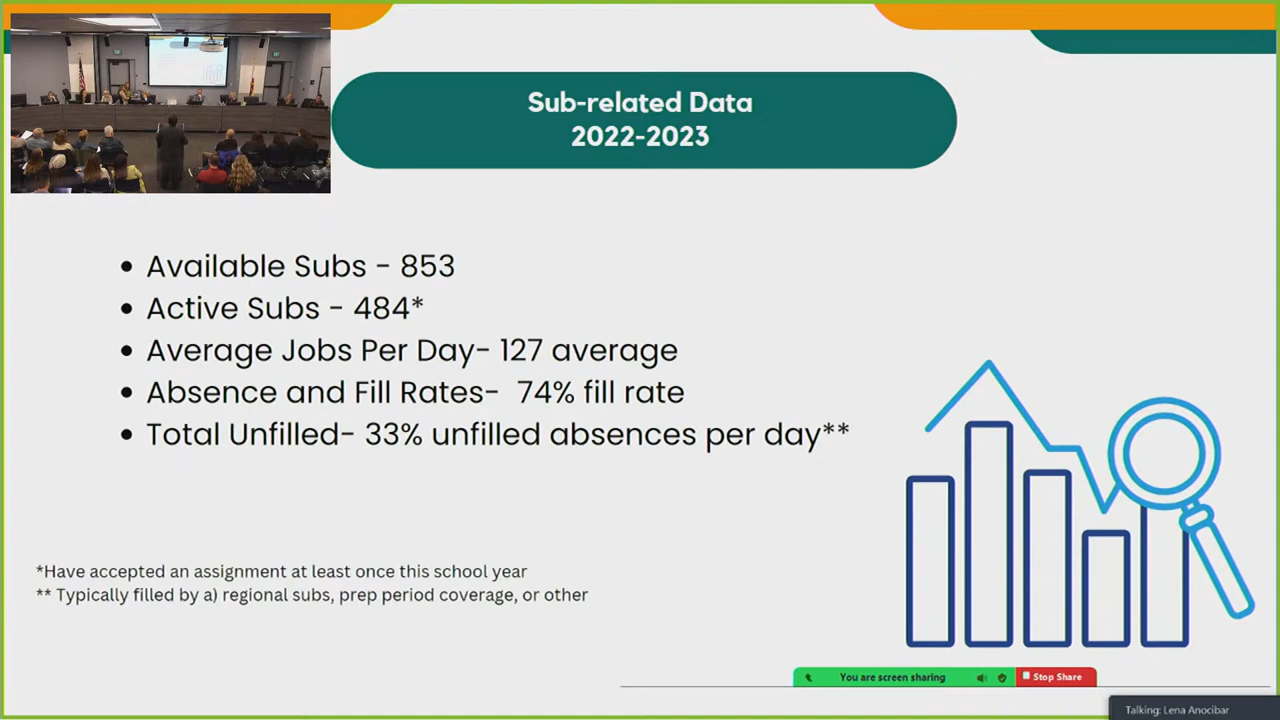 Sub-related Data
2022-2023
• Available Subs - 853
• Active Subs - 484*
• Average Jobs Per Day- 127 average
• Absence and Fill Rates-  74% fill rate
• Total Unfilled- 33% unfilled absences per day**
*Have accepted an assignment at least once this school year
** Typically filled by a) regional subs, prep period coverage, or other
You are screen sharing
Stop Share
Talking: Lena Anocibar